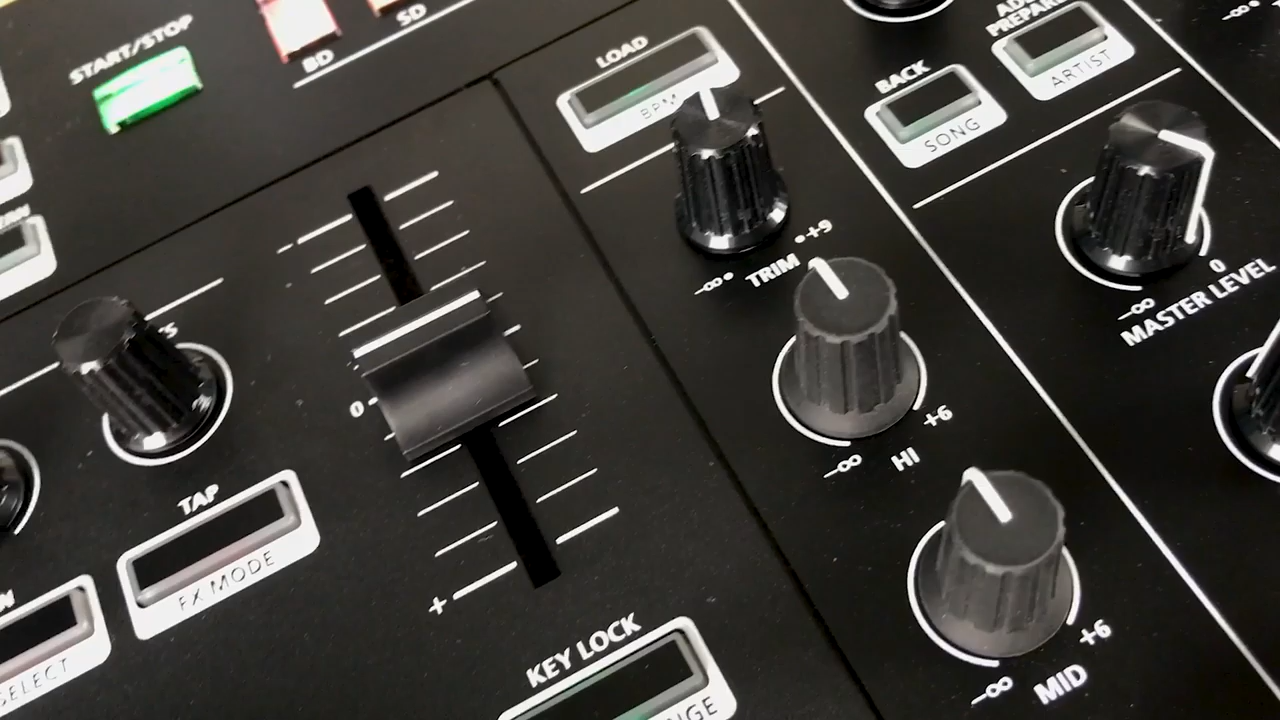 START/STOP
BD
SD
LOAD
BPM
BACK
SONG
ARTIST
-∞
+9
TRIM
-∞
0
MASTER LEVEL
-
0
+
+6
-∞
HI
TAP
FX MODE
SELECT
KEY LOCK
+6
-∞
MID
-∞